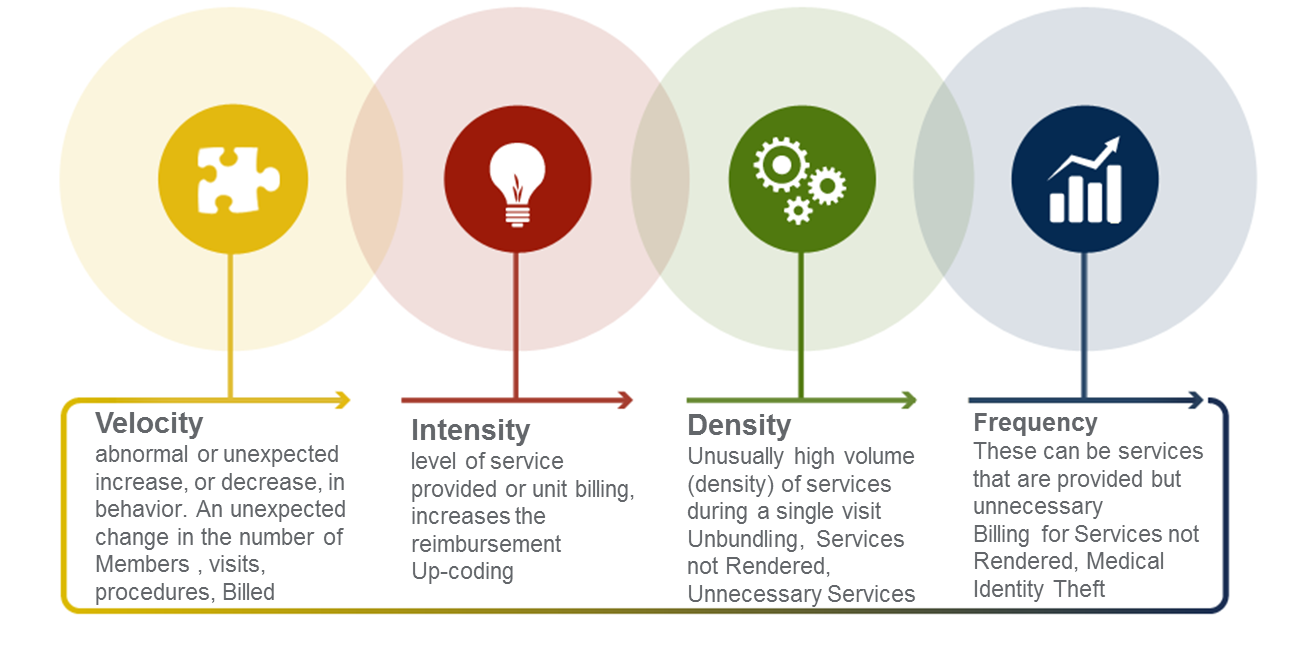 Velocity
abnormal or unexpected
increase, or decrease, in
behavior. An unexpected
change in the number of
Members , visits,
procedures, Billed
Intensity
level of service
provided or unit billing,
increases the
reimbursement
Up-coding
Density
Unusually high volume
(density) of services
during a single visit
Unbundling, Services
not Rendered,
Unnecessary Services
Frequency
These can be services
that are provided but
unnecessary
Billing for Services not
Rendered, Medical
Identity Theft